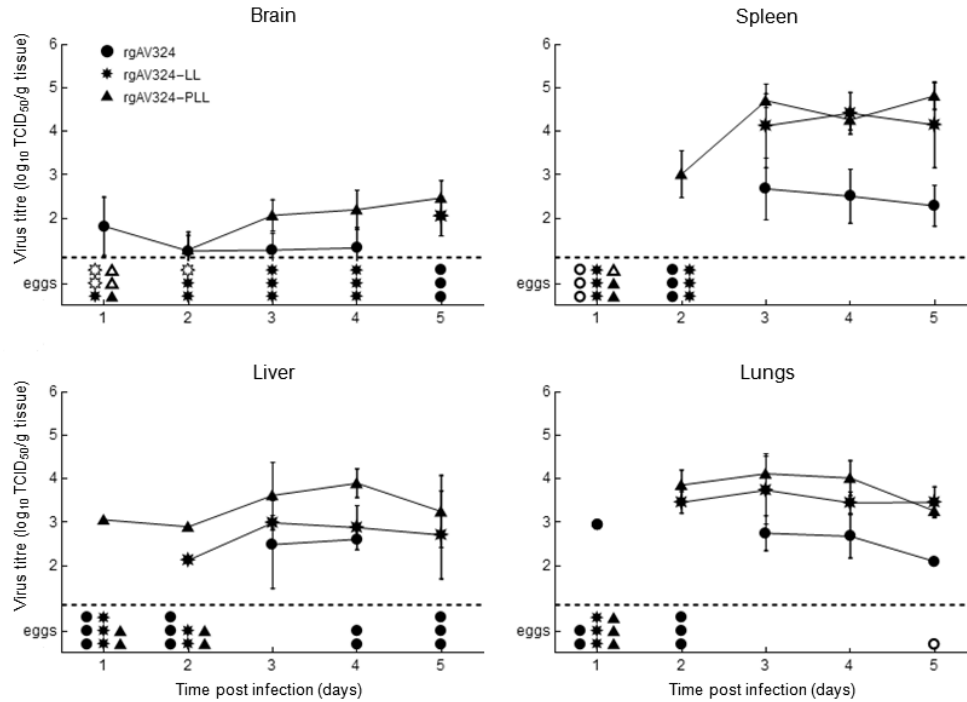 Brain
Spleen
rgAV324
rgAV324-LL
rgAV324-PLL
Virus titre (log10 TCID50/g tissue)
6
5
4
3
2
eggs
1 2 3 4 5
6
5
4
3
2
eggs
1 2 3 4 5
Liver
Lungs
Virus titre (log10 TCID50/g tissue)
6
5
4
3
2
eggs
1 2 3 4 5
Time post infection (days)
6
5
4
3
2
eggs
1 2 3 4 5
Time post infection (days)